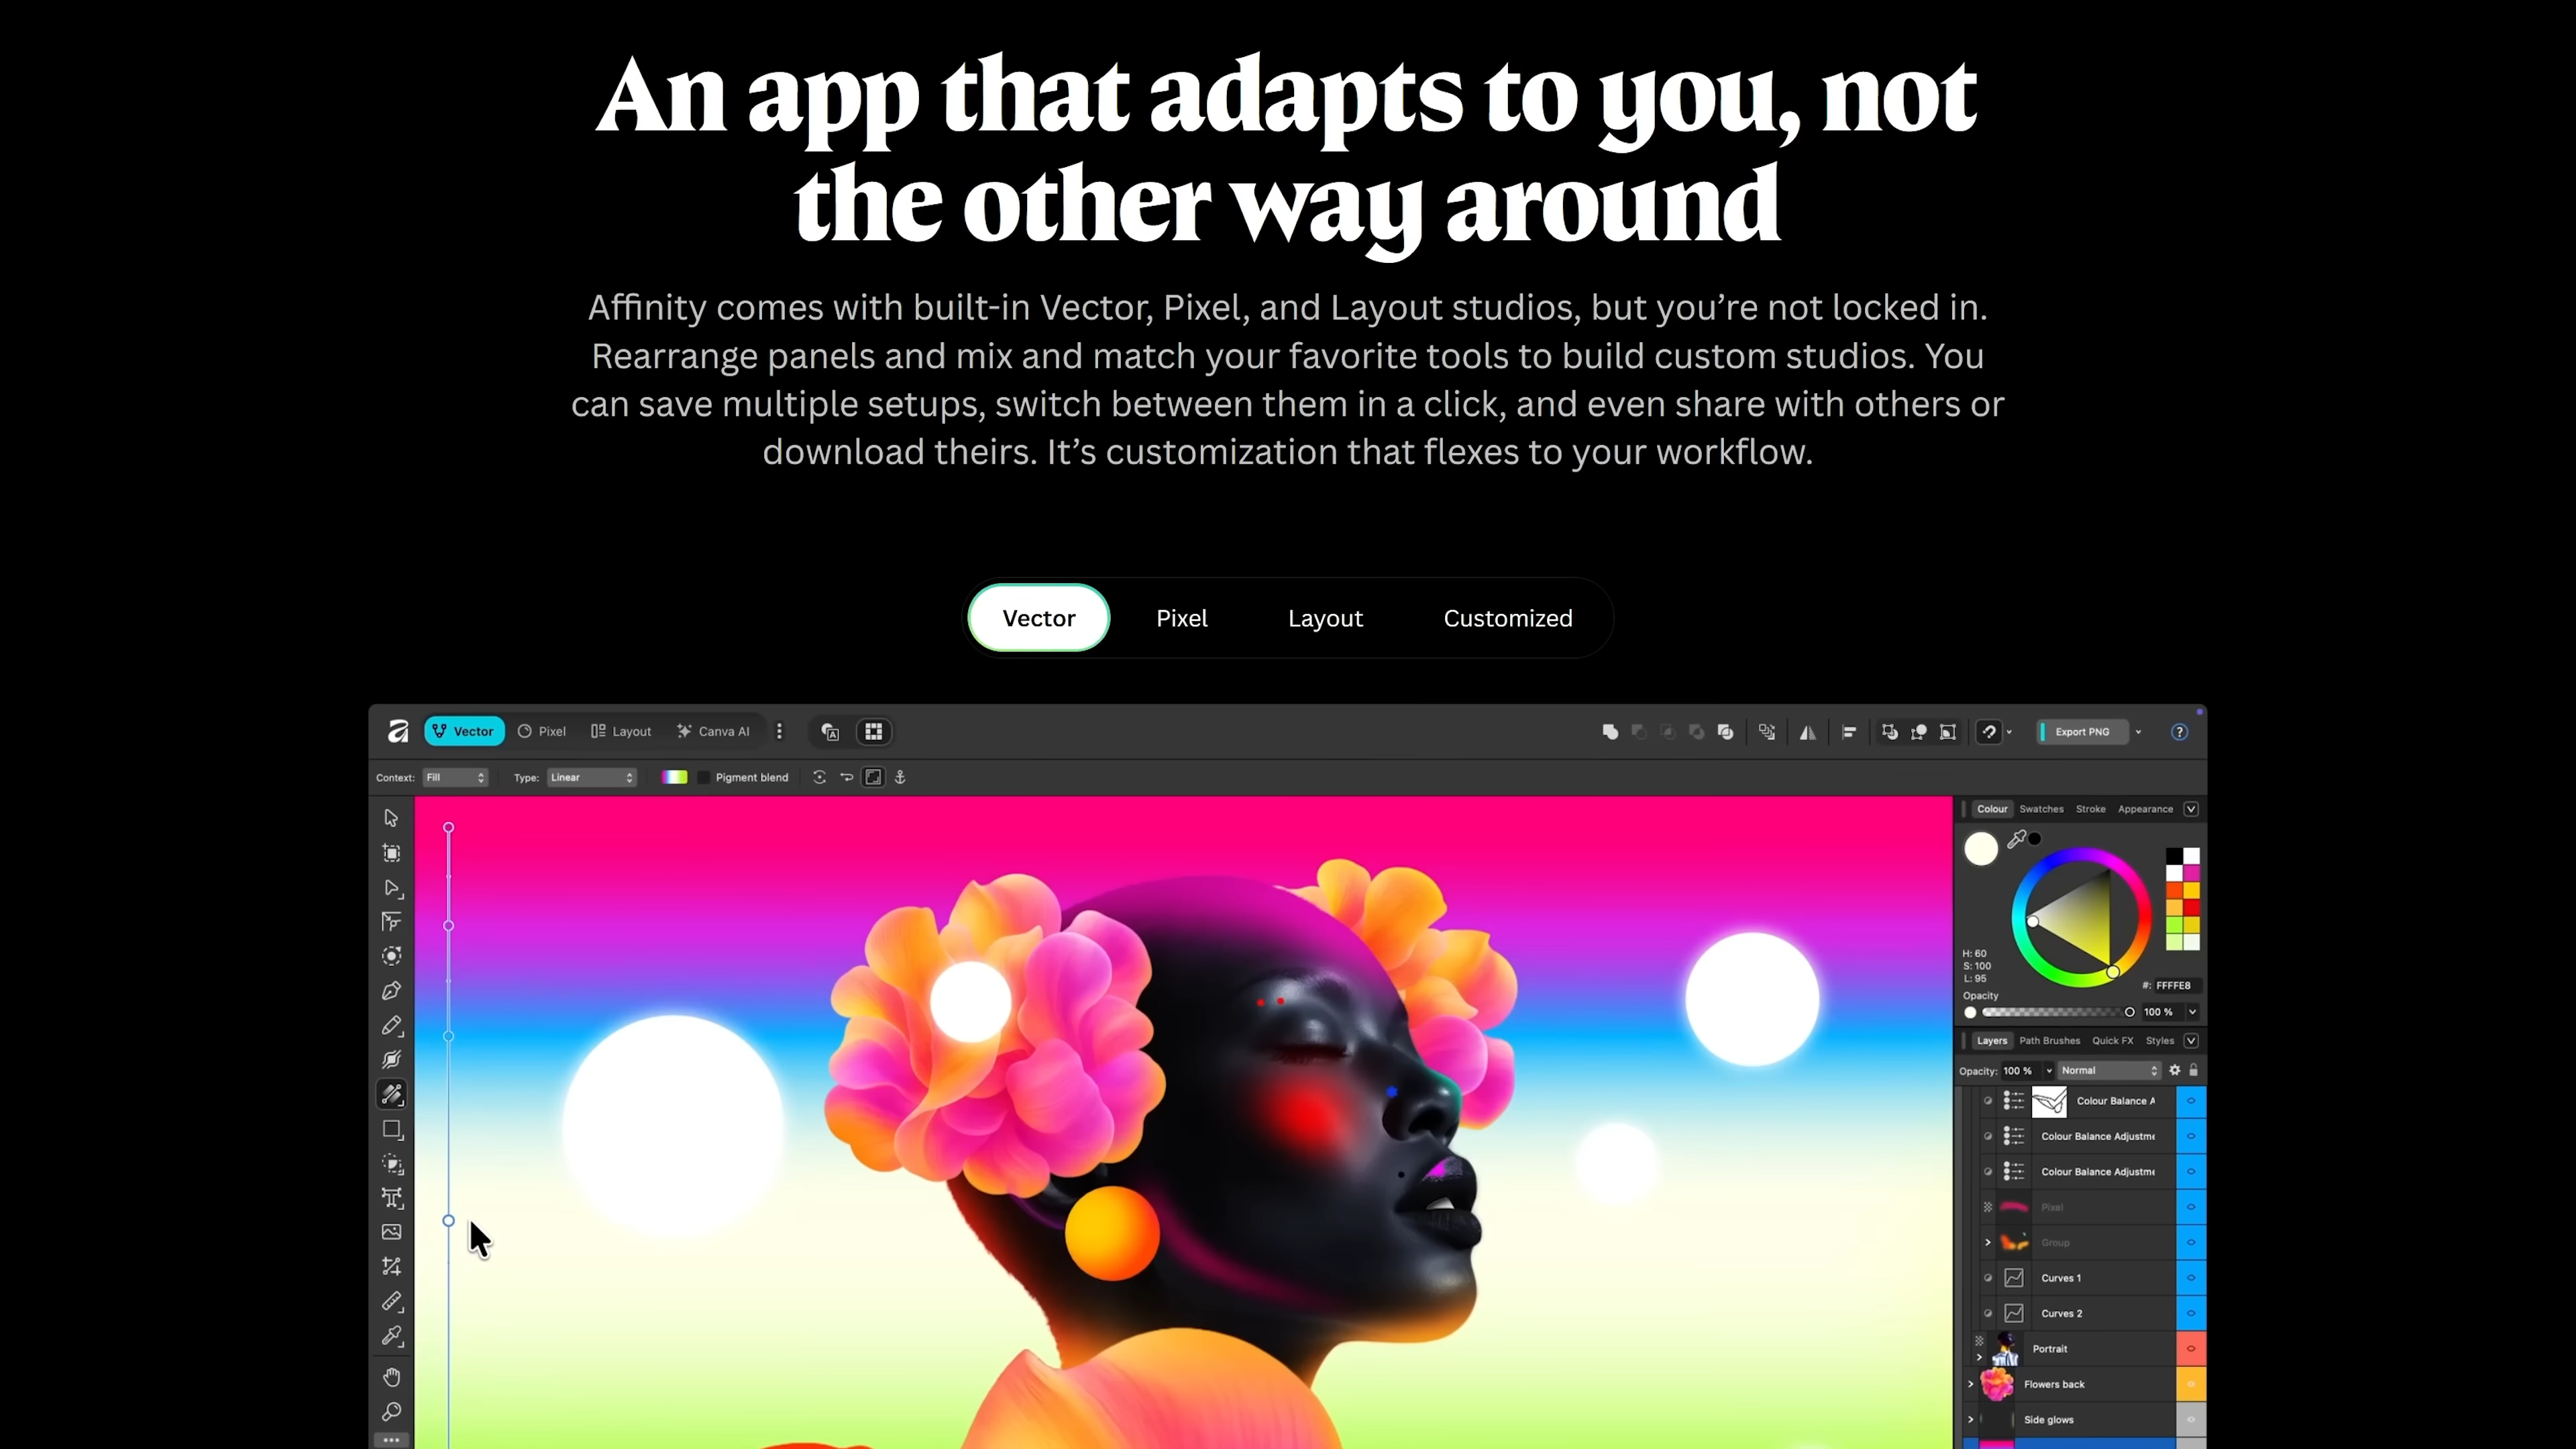 An app that adapts to you, not
the other way around
Affinity comes with built-in Vector, Pixel, and Layout studios, but you’re not locked in.
Rearrange panels and mix and match your favorite tools to build custom studios. You
can save multiple setups, switch between them in a click, and even share with others or
download theirs. It’s customization that flexes to your workflow.
Vector Pixel Layout Customized
Vector Pixel Layout Canva AI Export PNG ?
Context: Fill Type: Linear Pigment blend
Colour Swatches Stroke Appearance
H: 60
S: 100
L: 95
#: FFFFE8
Opacity
100 %
Layers Path Brushes Quick FX Styles
Opacity: 100 % Normal
Colour Balance A
Colour Balance Adjustme
Colour Balance Adjustme
Pixel
Group
Curves 1
Curves 2
Portrait
Flowers back
Side glows